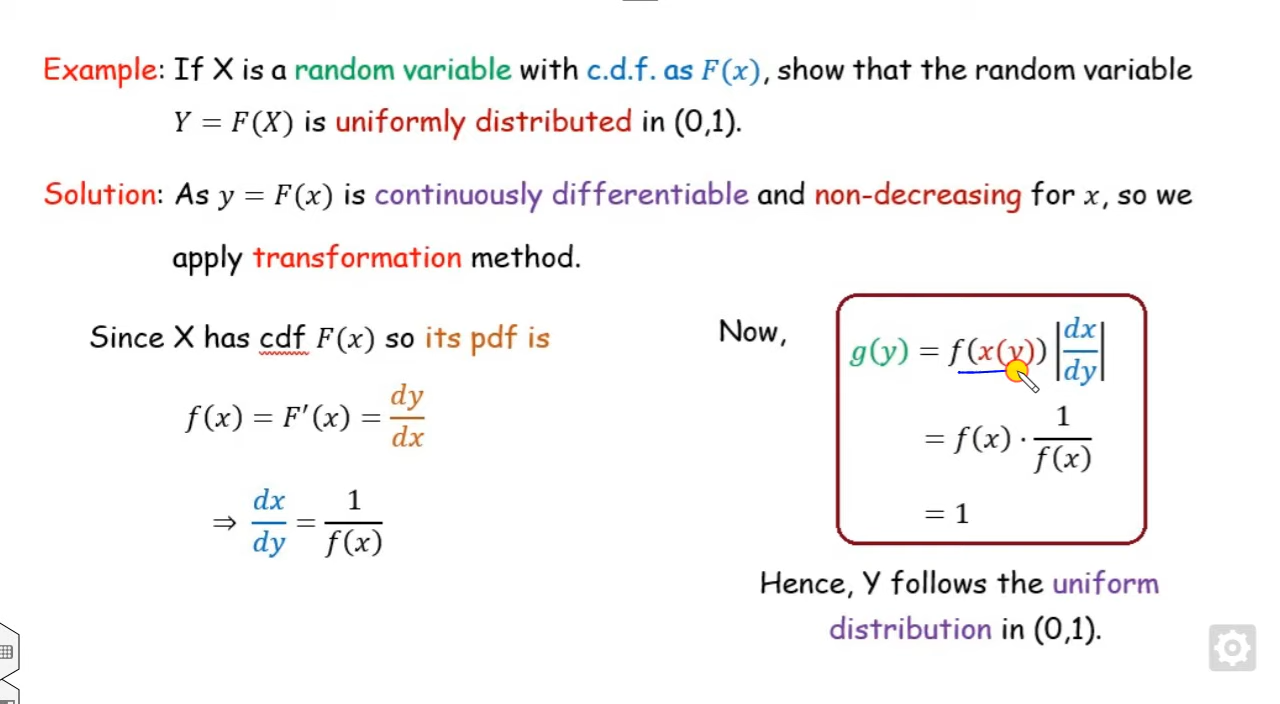 Example: If X is a random variable with c.d.f. as F(x), show that the random variable
Y = F(X) is uniformly distributed in (0,1).
Solution: As y = F(x) is continuously differentiable and non-decreasing for x, so we
apply transformation method.
Since X has cdf F(x) so its pdf is
f(x) = F′(x) = dy/dx
⇒ dx/dy = 1/f(x)
Now,
g(y) = f(x(y)) |dx/dy|
= f(x) · 1/f(x)
= 1
Hence, Y follows the uniform
distribution in (0,1).